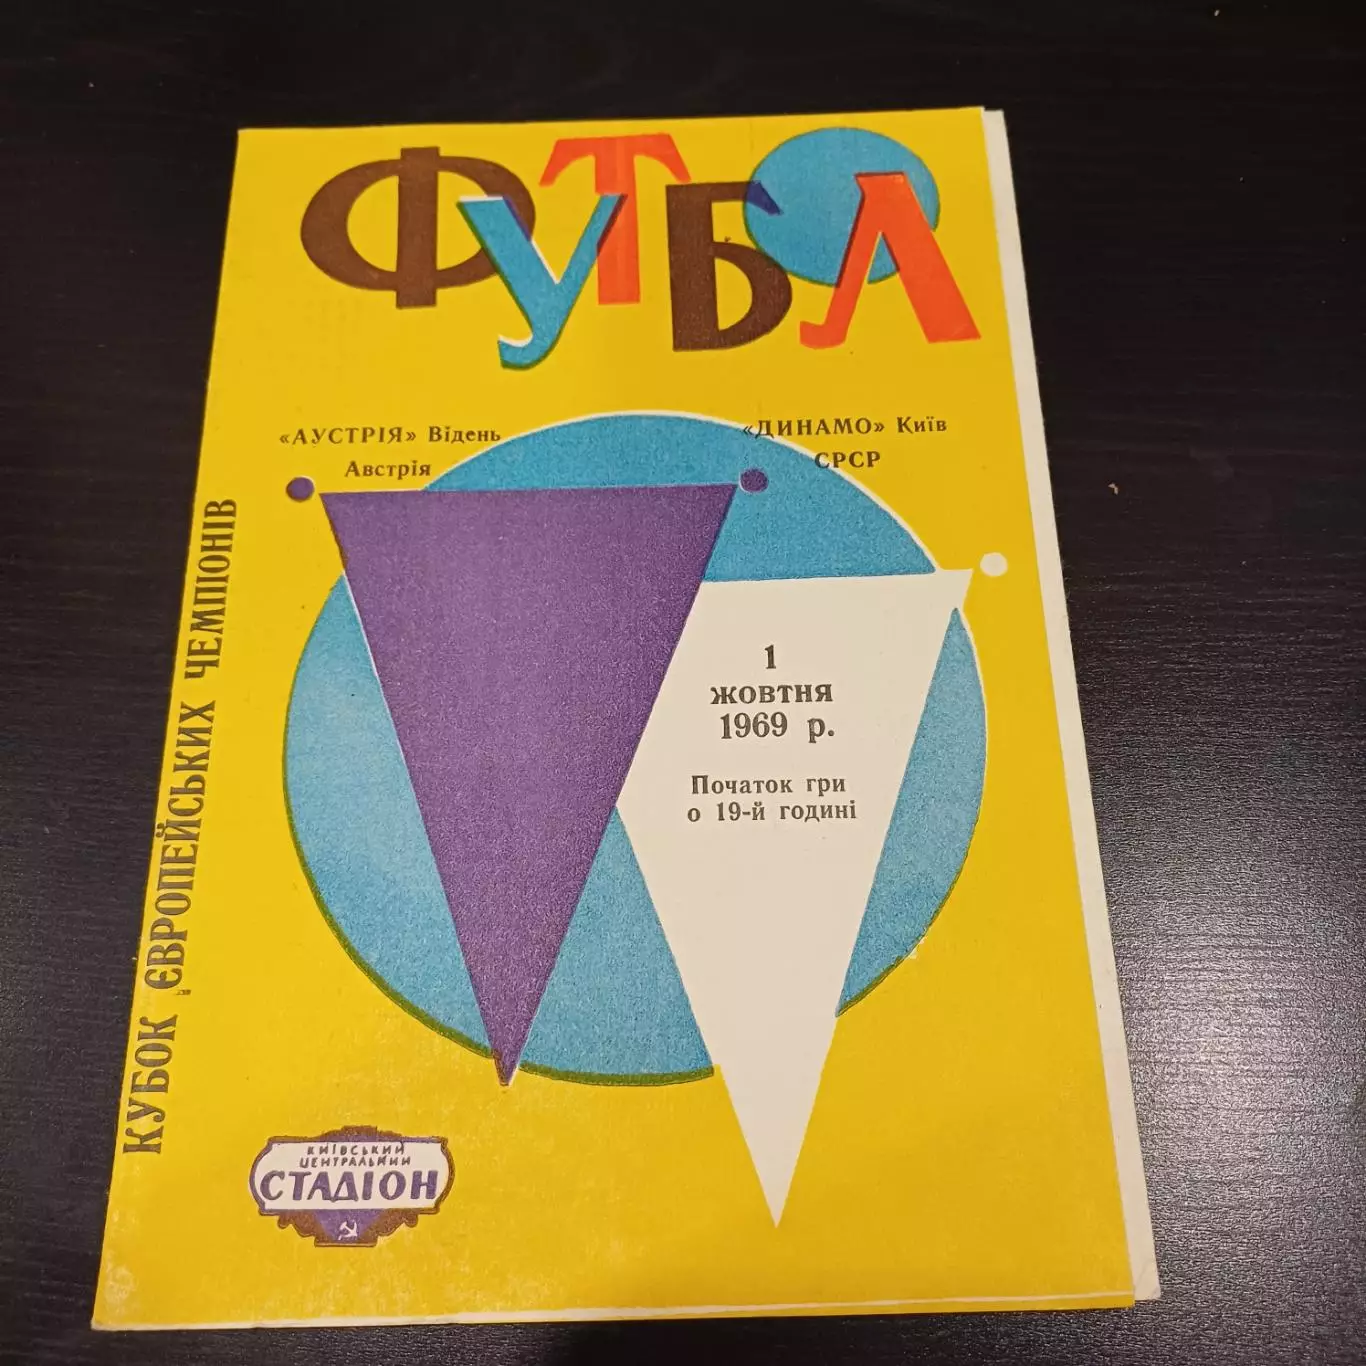 ФУТБОЛ
«АУСТРІЯ» Відень
Австрія
«ДИНАМО» Київ
СРСР
1
жовтня
1969 р.
Початок гри
о 19-й годині
КУБОК ЄВРОПЕЙСЬКИХ ЧЕМПІОНІВ
КИЇВСЬКИЙ
ЦЕНТРАЛЬНИЙ
СТАДІОН